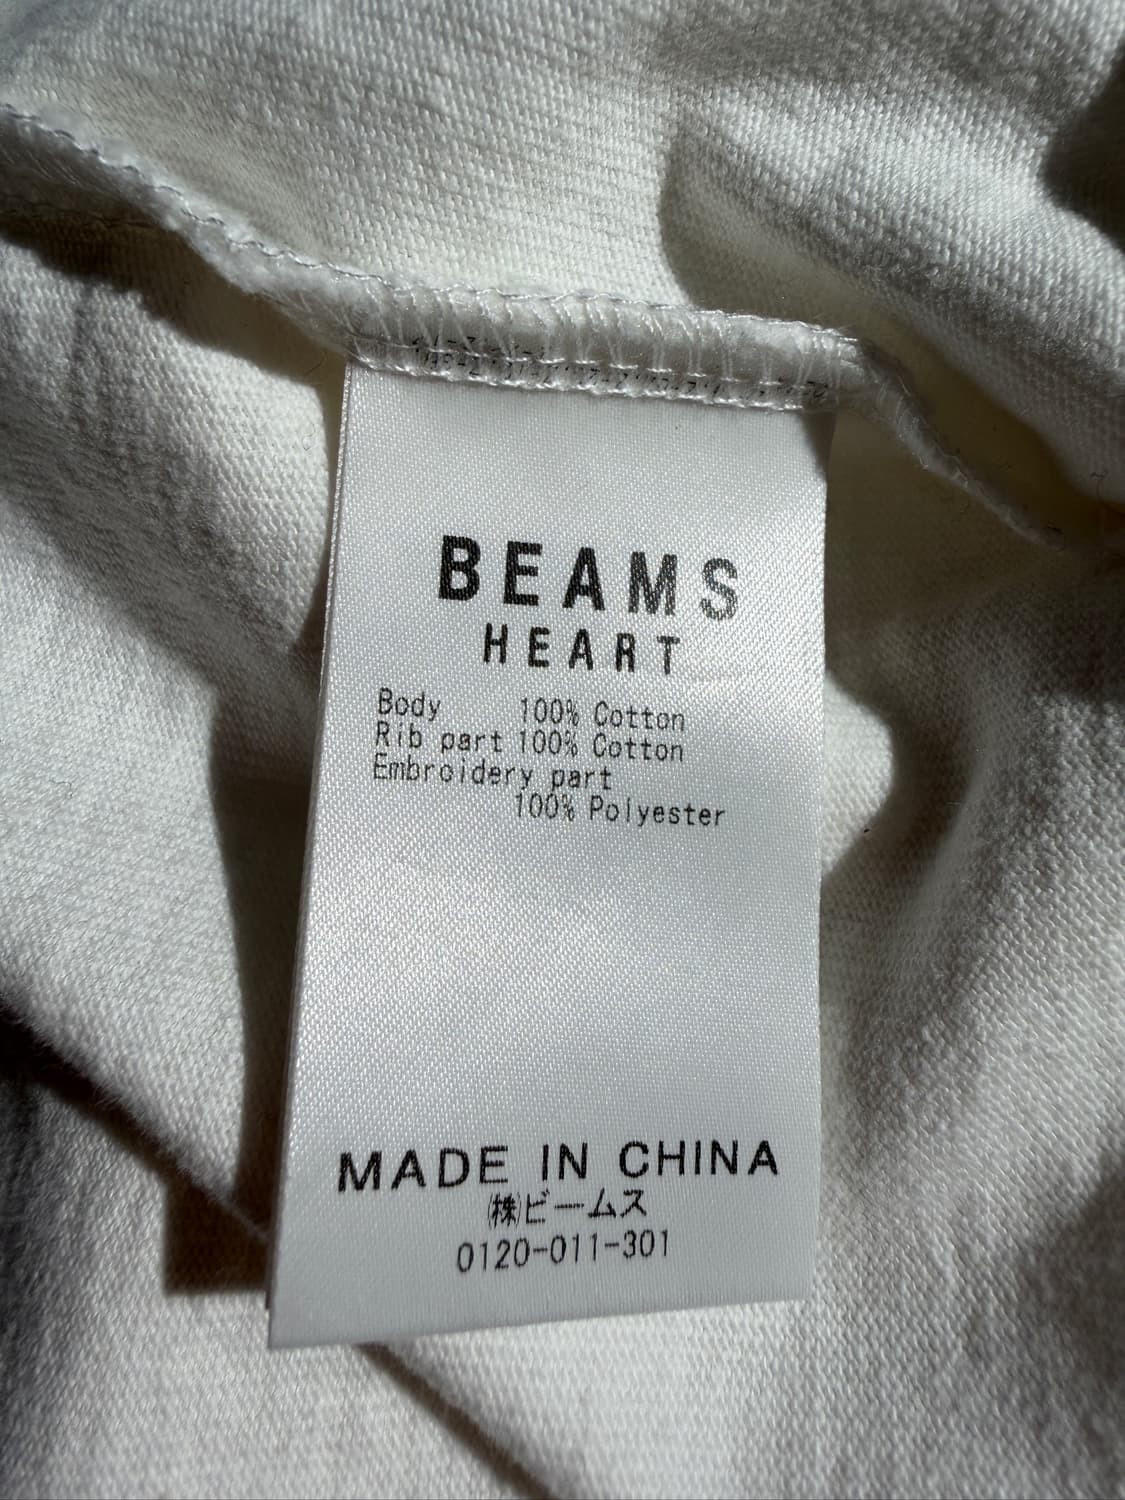 BEAMS
HEART
Body 100% Cotton
Rib part 100% Cotton
Embroidery part
100% Polyester
MADE IN CHINA
㈱ビームス
0120-011-301